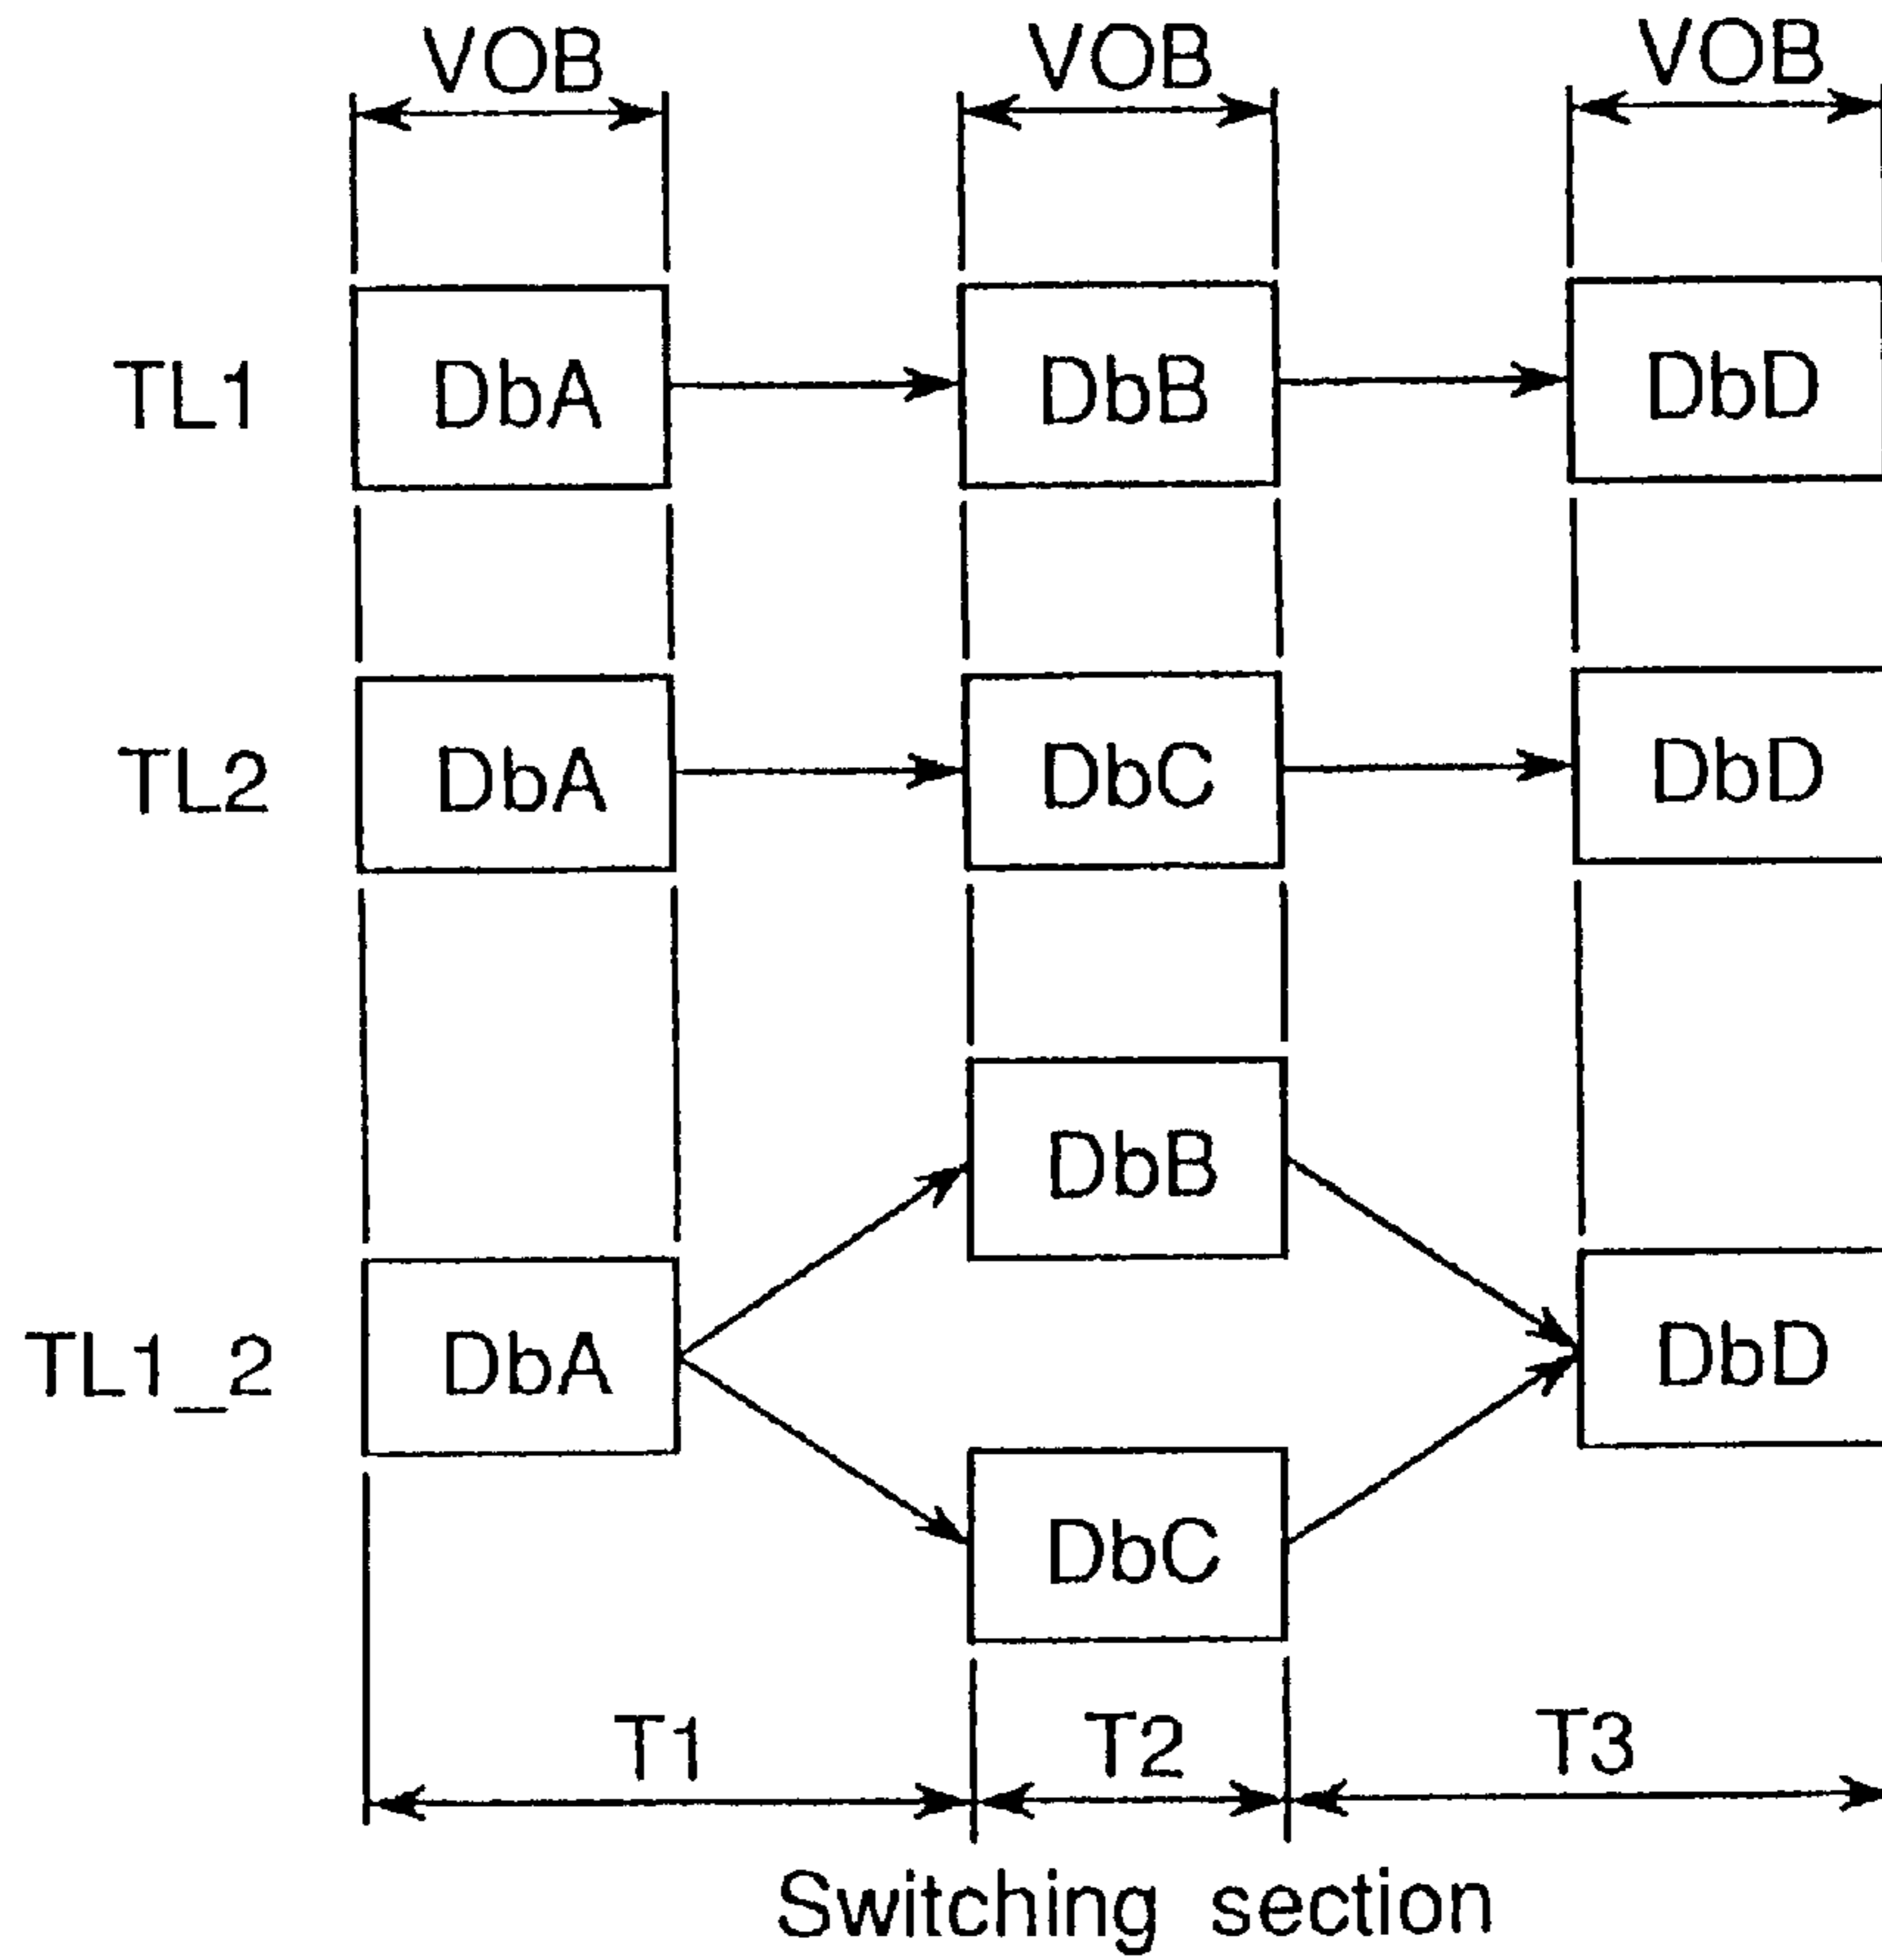 VOB VOB VOB
TL1 DbA DbB DbD
TL2 DbA DbC DbD
DbB
TL1_2 DbA DbD
DbC
T1 T2 T3
Switching section